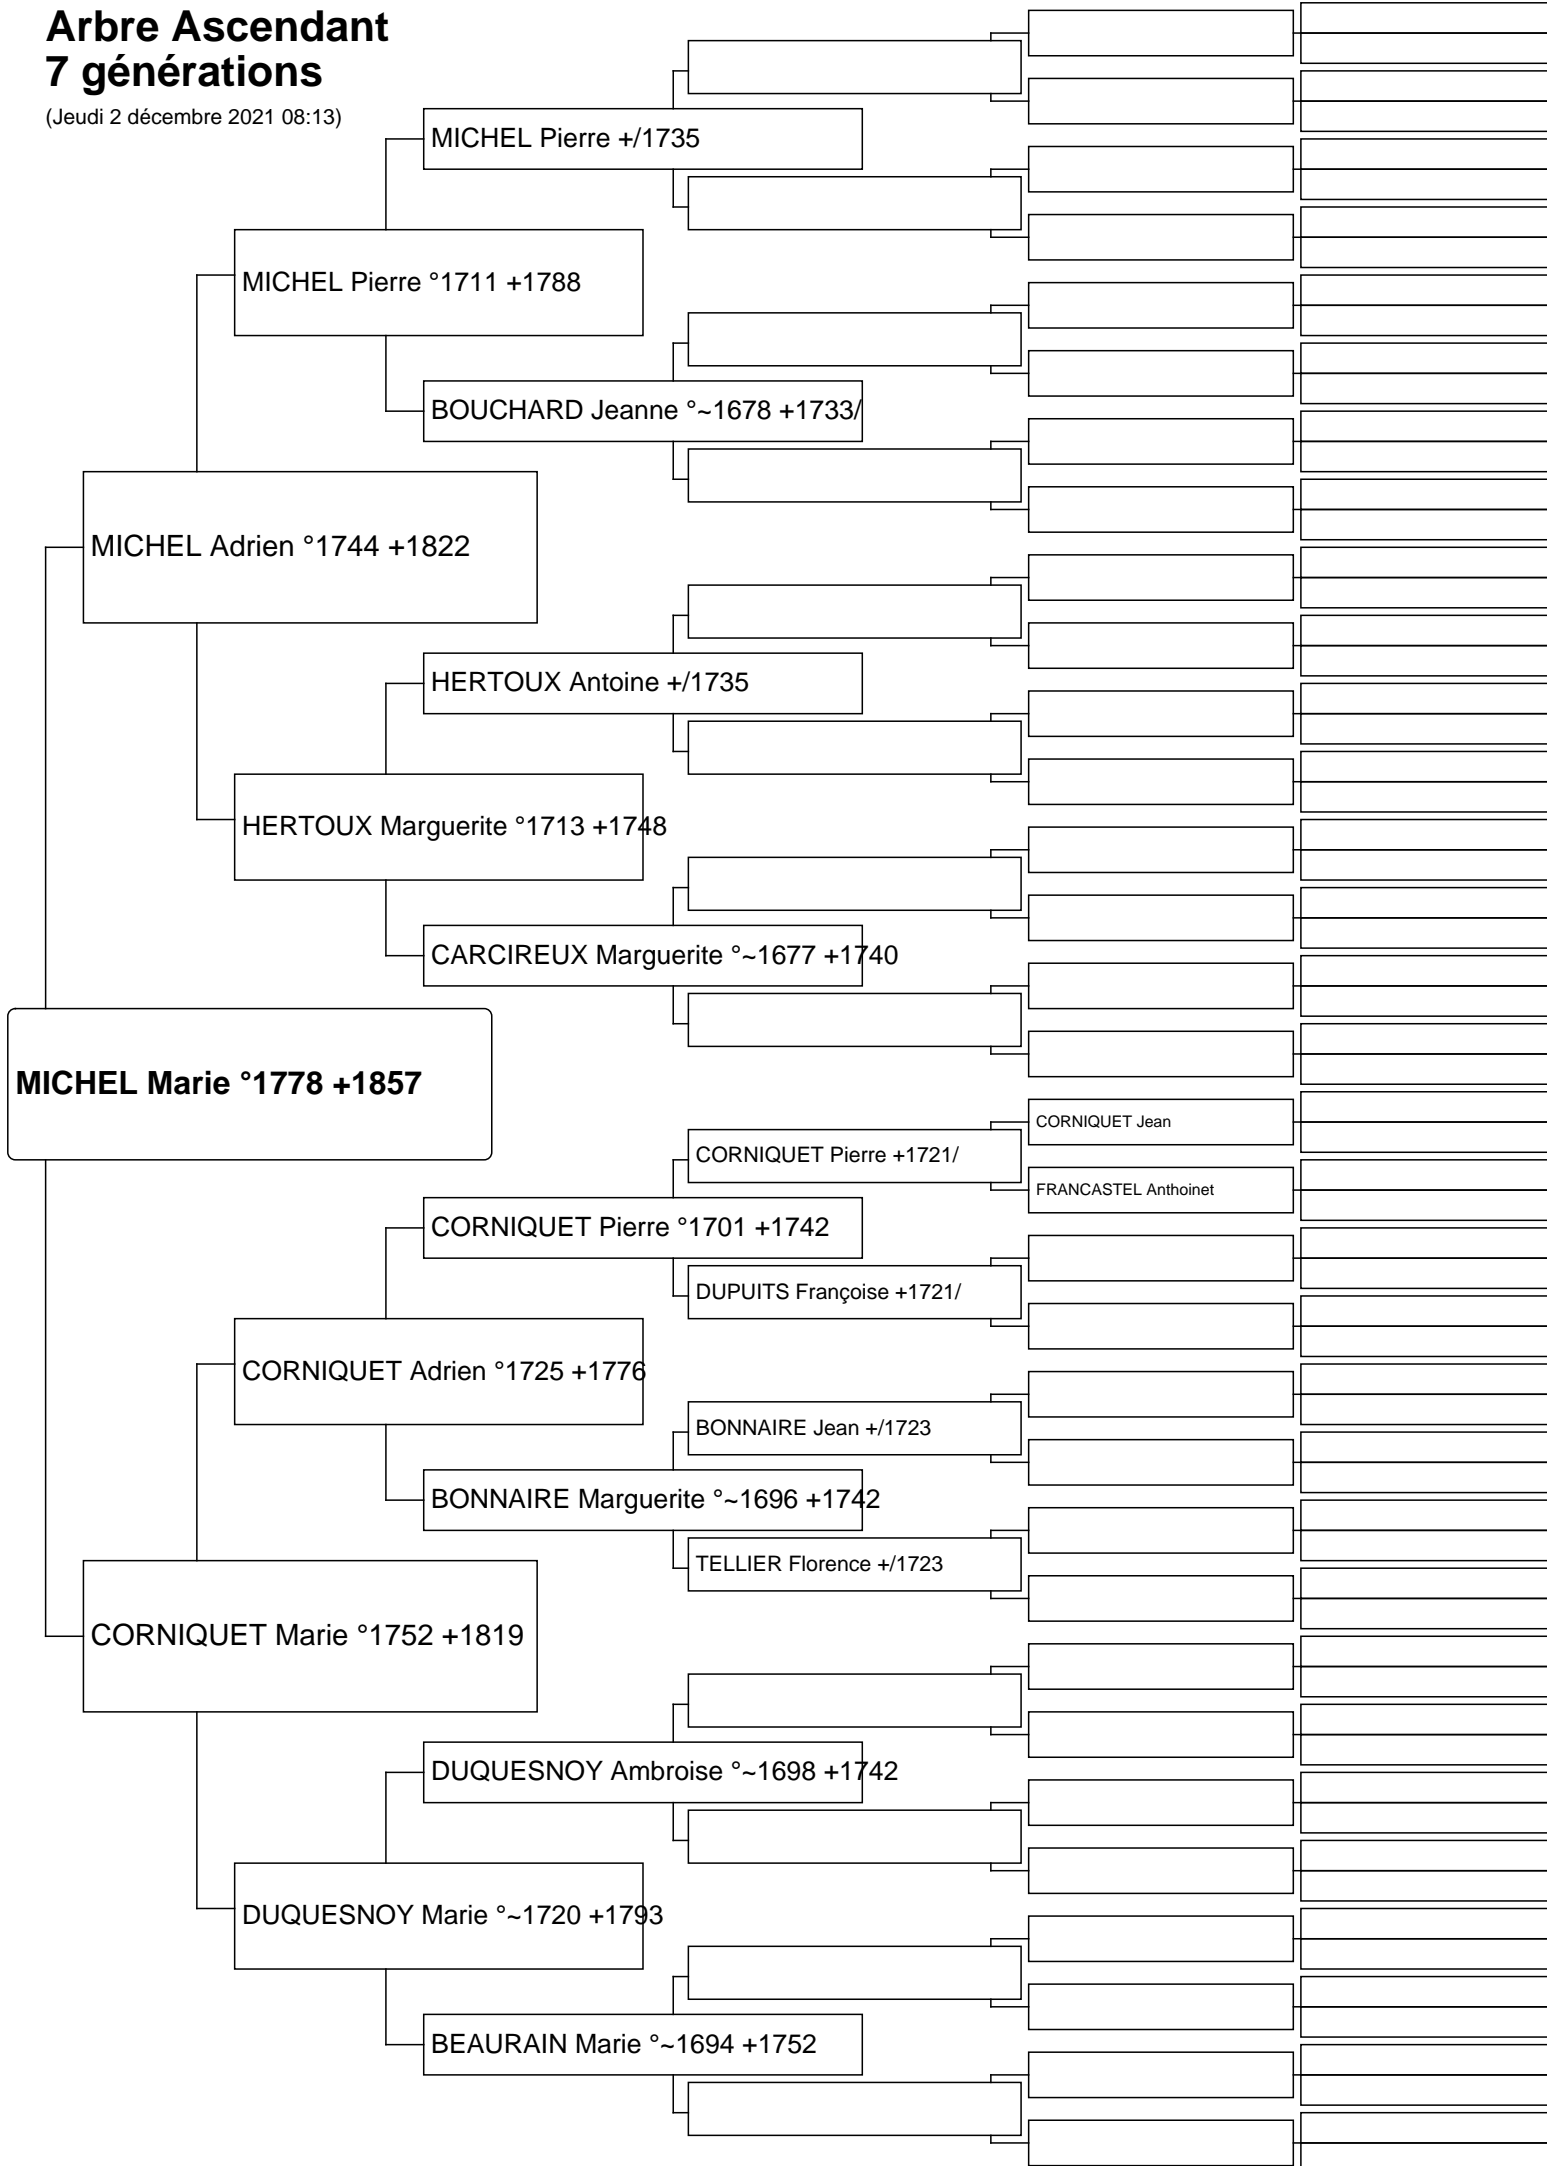 Arbre Ascendant
7 générations
(Jeudi 2 décembre 2021 08:13)
MICHEL Pierre +/1735
MICHEL Pierre °1711 +1788
BOUCHARD Jeanne °~1678 +1733/
MICHEL Adrien °1744 +1822
HERTOUX Antoine +/1735
HERTOUX Marguerite °1713 +1748
CARCIREUX Marguerite °~1677 +1740
MICHEL Marie °1778 +1857
CORNIQUET Jean
CORNIQUET Pierre +1721/
FRANCASTEL Anthoinet
CORNIQUET Pierre °1701 +1742
DUPUITS Françoise +1721/
CORNIQUET Adrien °1725 +1776
BONNAIRE Jean +/1723
BONNAIRE Marguerite °~1696 +1742
TELLIER Florence +/1723
CORNIQUET Marie °1752 +1819
DUQUESNOY Ambroise °~1698 +1742
DUQUESNOY Marie °~1720 +1793
BEAURAIN Marie °~1694 +1752